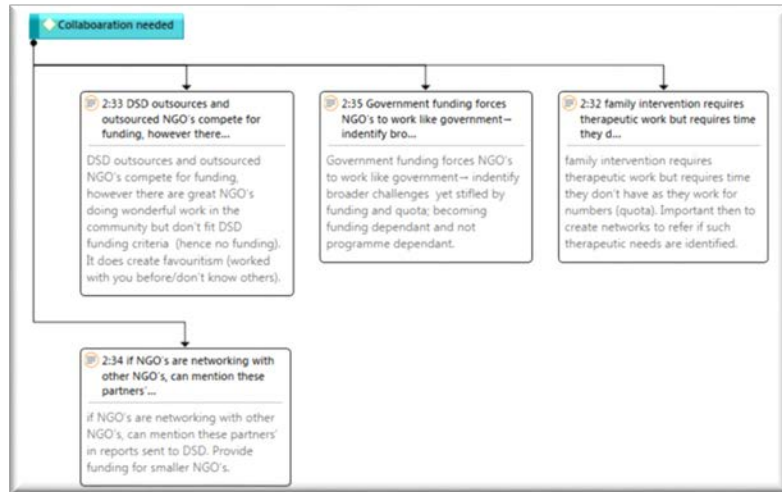 Collaboaration needed
2:33 DSD outsources and
outsourced NGO's compete for
funding, however there...
DSD outsources and outsourced
NGO's compete for funding,
however there are great NGO's
doing wonderful work in the
community but don't fit DSD
funding criteria (hence no funding).
It does create favouritism (worked
with you before/don't know others).
2:35 Government funding forces
NGO's to work like government→
indentify bro...
Government funding forces NGO's
to work like government→ indentify
broader challenges yet stifled by
funding and quota; becoming
funding dependant and not
programme dependant.
2:32 family intervention requires
therapeutic work but requires time
they d...
family intervention requires
therapeutic work but requires time
they don't have as they work for
numbers (quota). Important then to
create networks to refer if such
therapeutic needs are identified.
2:34 if NGO's are networking with
other NGO's, can mention these
partners'...
if NGO's are networking with other
NGO's, can mention these partners'
in reports sent to DSD. Provide
funding for smaller NGO's.